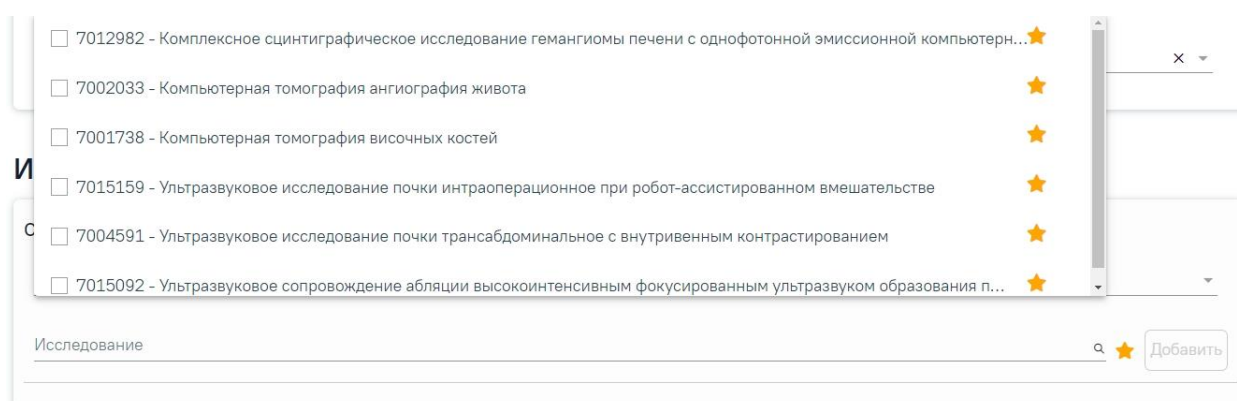 7012982 - Комплексное сцинтиграфическое исследование гемангиомы печени с однофотонной эмиссионной компьютерн...
7002033 - Компьютерная томография ангиография живота
7001738 - Компьютерная томография височных костей
И
7015159 - Ультразвуковое исследование почки интраоперационное при робот-ассистированном вмешательстве
О
7004591 - Ультразвуковое исследование почки трансабдоминальное с внутривенным контрастированием
7015092 - Ультразвуковое сопровождение абляции высокоинтенсивным фокусированным ультразвуком образования п...
Исследование
Добавить